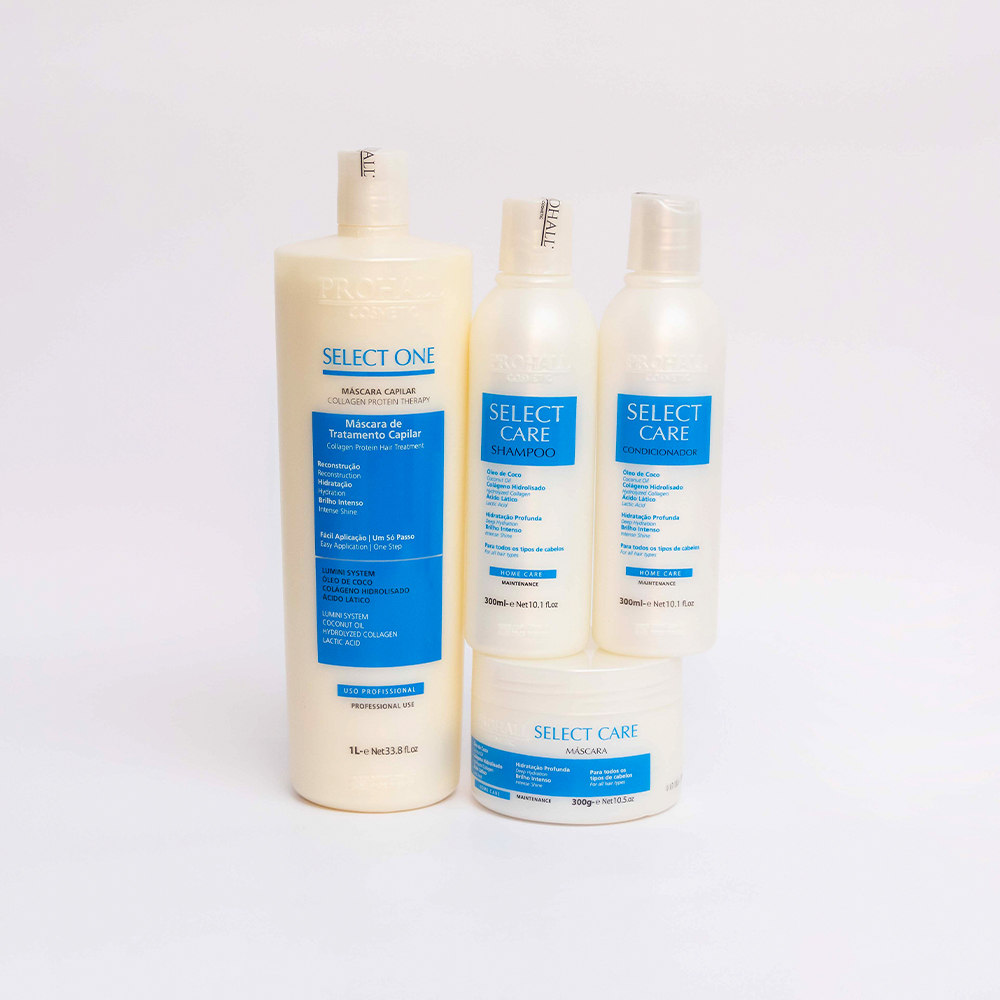 ALL
PROHALL
COSMETIC
SELECT ONE
MÁSCARA CAPILAR
COLLAGEN PROTEIN THERAPY
Máscara de
Tratamento Capilar
Collagen Protein Hair Treatment
Reconstrução
Reconstruction
Hidratação
Hydration
Brilho Intenso
Intense Shine
Fácil Aplicação | Um Só Passo
Easy Application | One Step
LUMINI SYSTEM
ÓLEO DE COCO
COLÁGENO HIDROLISADO
ÁCIDO LÁTICO
LUMINI SYSTEM
COCONUT OIL
HYDROLYZED COLLAGEN
LACTIC ACID
USO PROFISSIONAL
PROFESSIONAL USE
1L-e Net33.8 fl.oz
OHALL
COSMETIC
PROHALL
COSMETIC
SELECT
CARE
SHAMPOO
Óleo de Coco
Coconut Oil
Colágeno Hidrolisado
Hydrolyzed Collagen
Ácido Lático
Lactic Acid
Hidratação Profunda
Deep Hydration
Brilho Intenso
Intense Shine
Para todos os tipos de cabelos
For all hair types
HOME CARE
MAINTENANCE
300ml-e Net10.1 fl.oz
PROHALL
COSMETIC
SELECT
CARE
CONDICIONADOR
Óleo de Coco
Coconut Oil
Colágeno Hidrolisado
Hydrolyzed Collagen
Ácido Lático
Lactic Acid
Hidratação Profunda
Deep Hydration
Brilho Intenso
Intense Shine
Para todos os tipos de cabelos
For all hair types
HOME CARE
MAINTENANCE
300ml-e Net10.1 fl.oz
PROHALL
SELECT CARE
MÁSCARA
Hidratação Profunda
Deep Hydration
Brilho Intenso
Intense Shine
Para todos os
tipos de cabelos
For all hair types
HOME CARE
MAINTENANCE
300g-e Net10.5oz